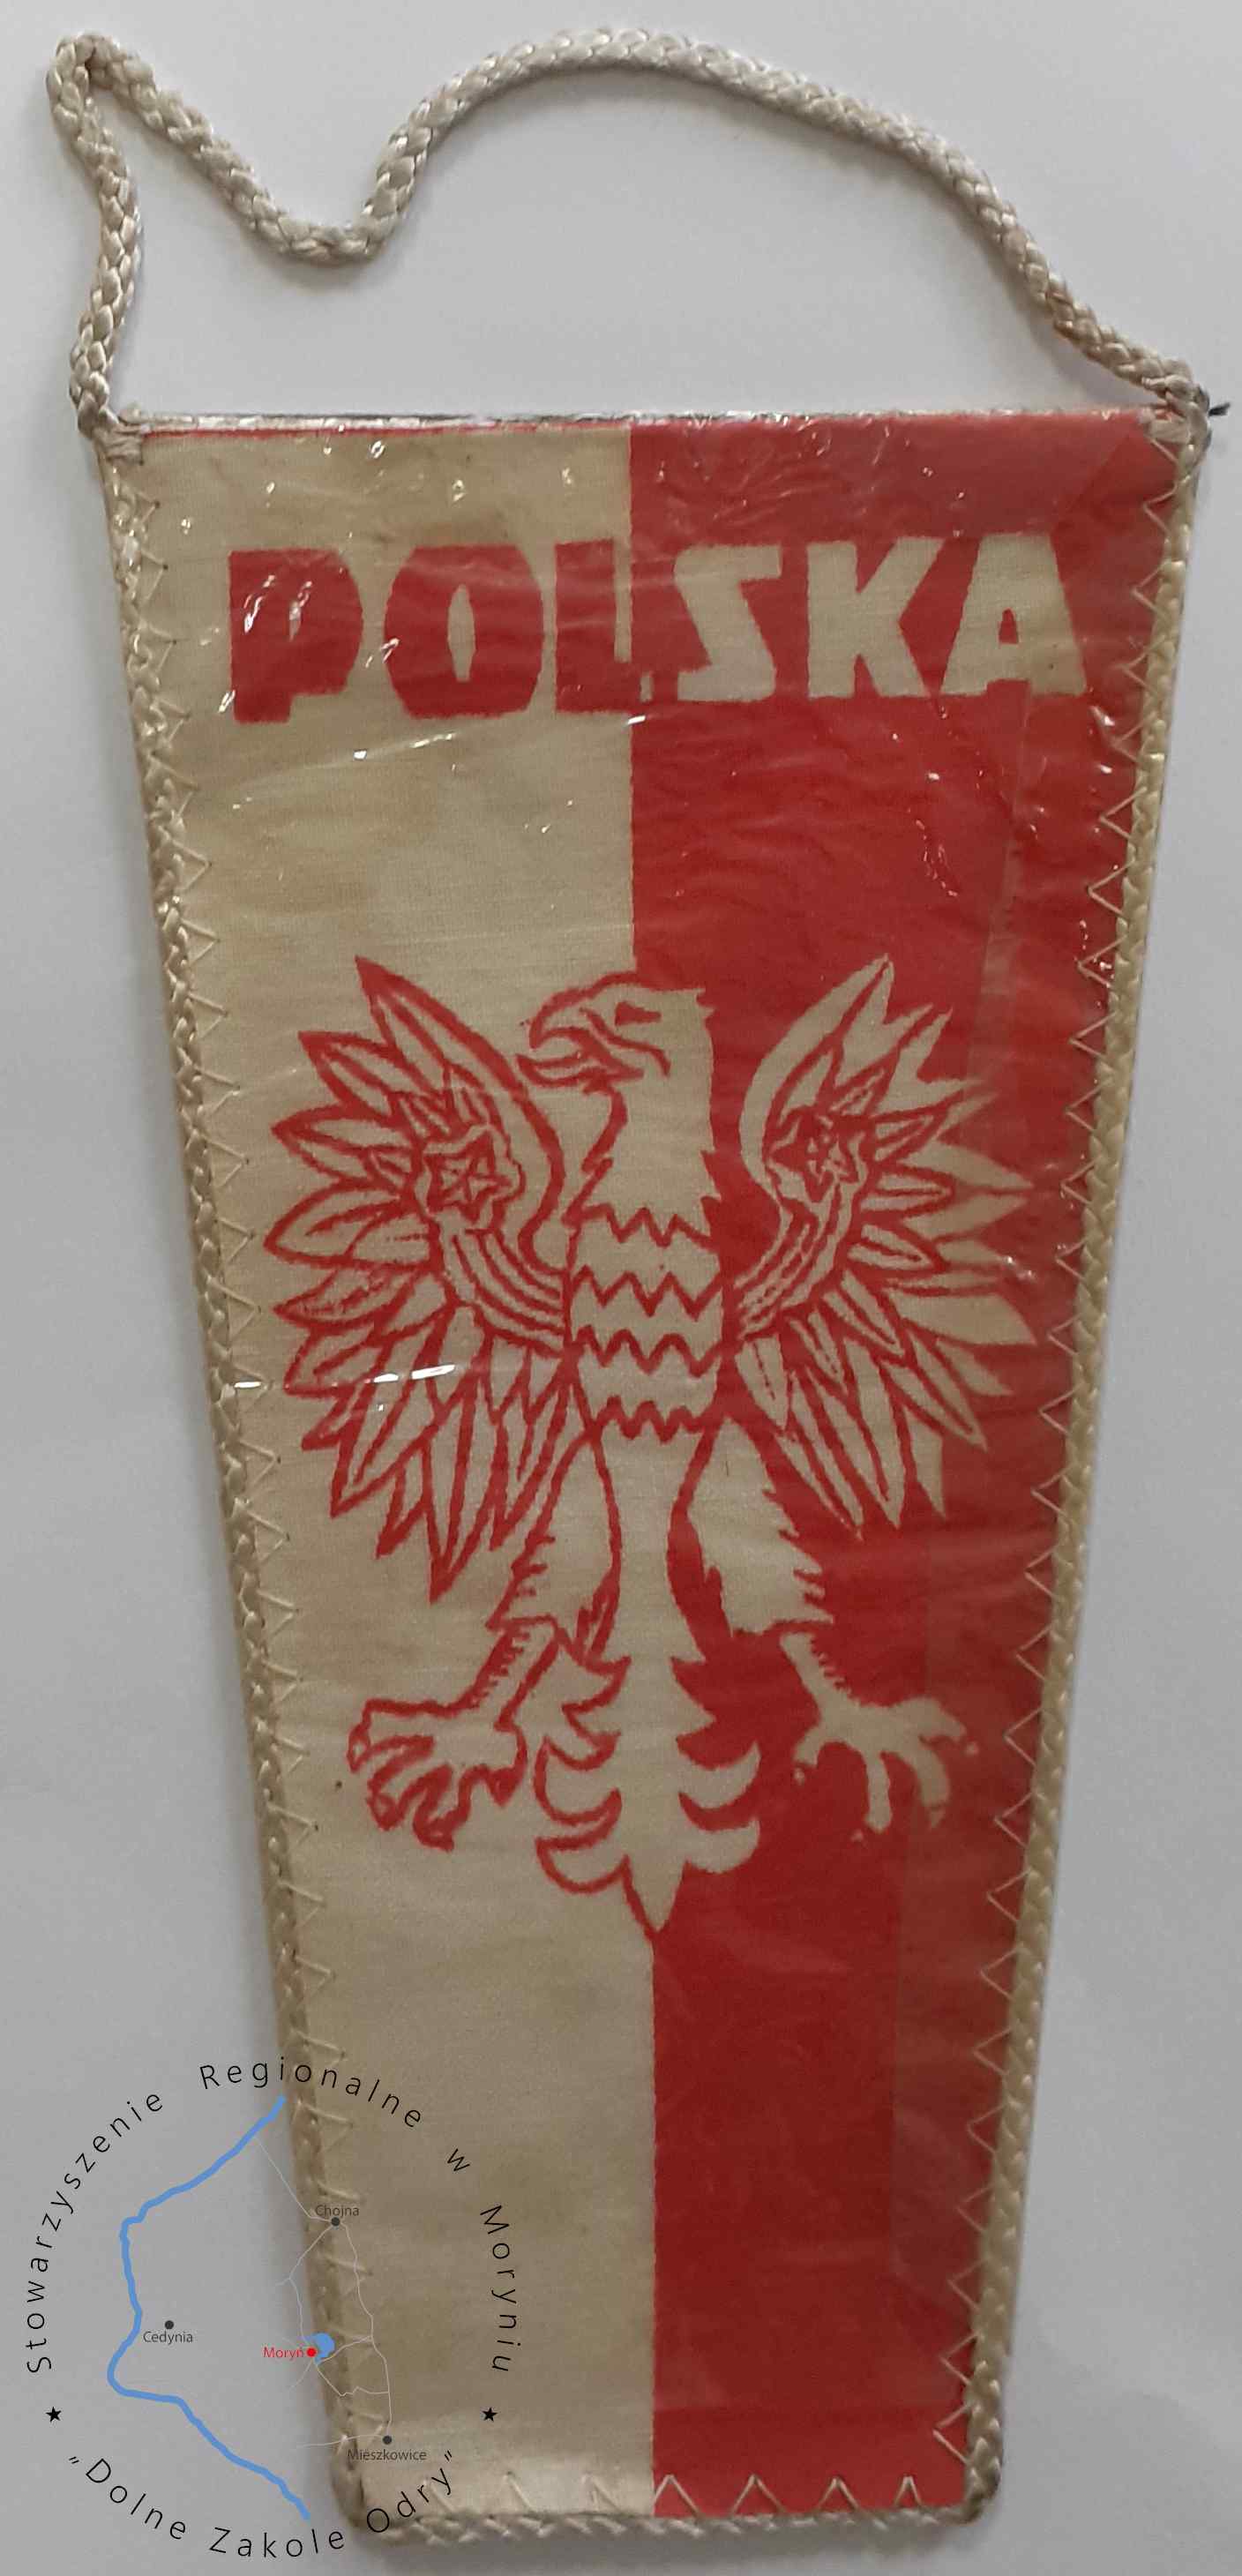 POLSKA
Stowarzyszenie Regionalne w Moryniu
Chojna
Cedynia
Moryń
Mieszkowice
★ „Dolne Zakole Odry” ★